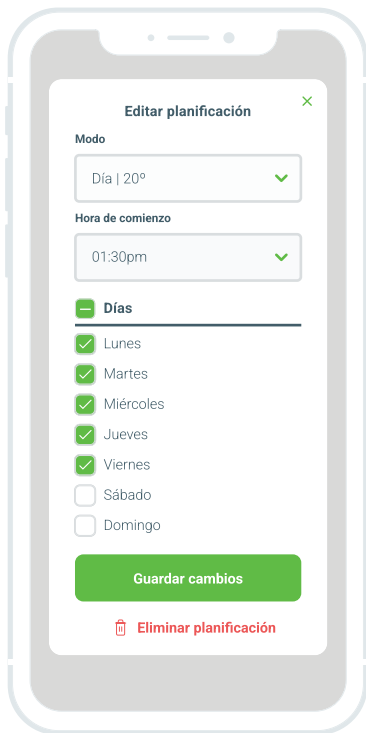 Editar planificación
Modo
Día | 20º
Hora de comienzo
01:30pm
Días
Lunes
Martes
Miércoles
Jueves
Viernes
Sábado
Domingo
Guardar cambios
Eliminar planificación